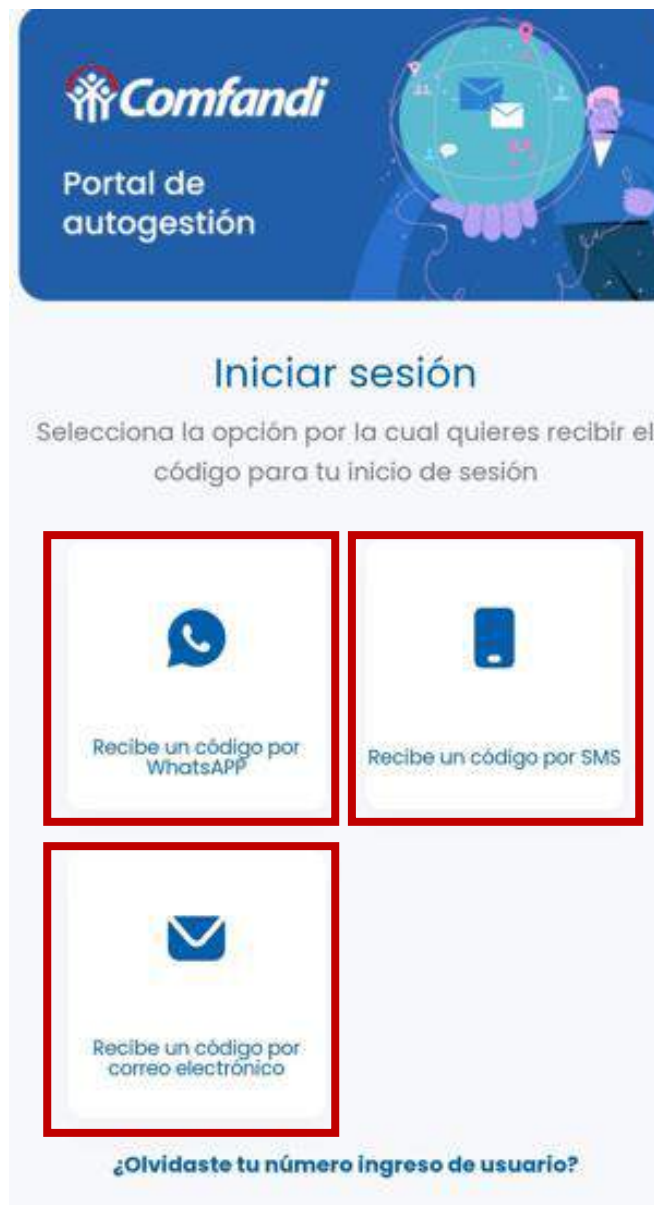 Comfandi
Portal de
autogestión
Iniciar sesión
Selecciona la opción por la cual quieres recibir el
código para tu inicio de sesión
Recibe un código por
WhatsAPP
Recibe un código por SMS
Recibe un código por
correo electrónico
¿Olvidaste tu número ingreso de usuario?